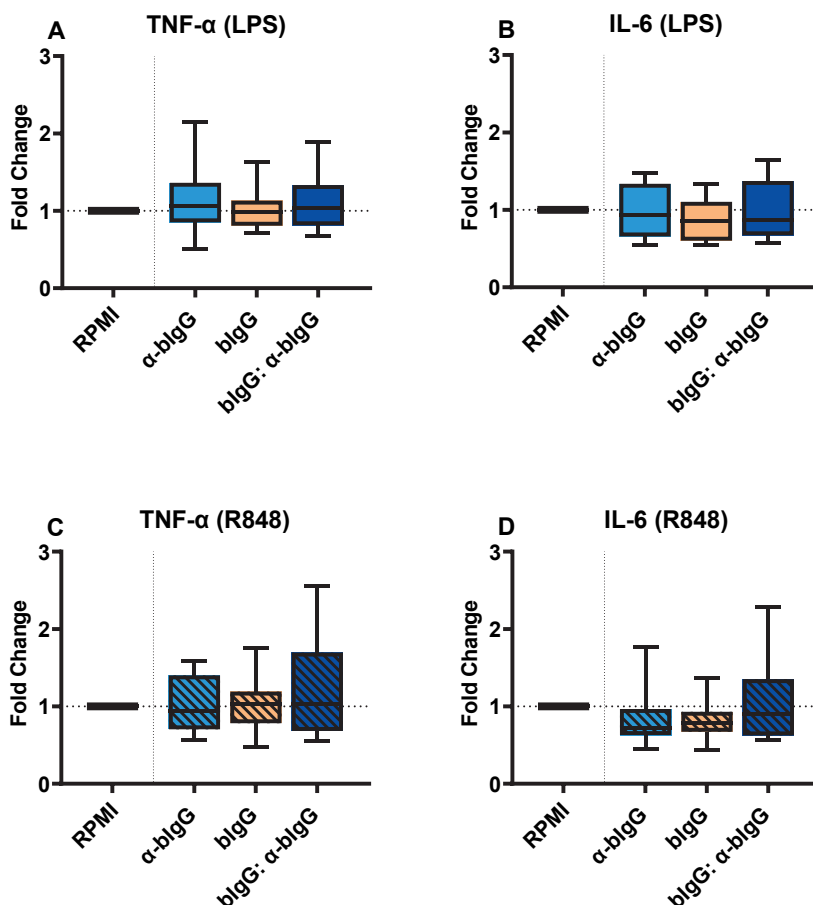 A
TNF-α (LPS)
Fold Change
3
2
1
0
RPMI
α-bIgG
bIgG
bIgG: α-bIgG
B
IL-6 (LPS)
Fold Change
3
2
1
0
RPMI
α-bIgG
bIgG
bIgG: α-bIgG
C
TNF-α (R848)
Fold Change
3
2
1
0
RPMI
α-bIgG
bIgG
bIgG: α-bIgG
D
IL-6 (R848)
Fold Change
3
2
1
0
RPMI
α-bIgG
bIgG
bIgG: α-bIgG